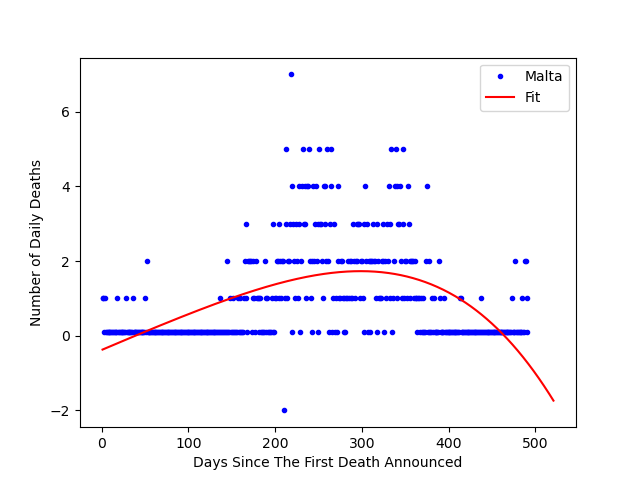 Malta
Fit
Number of Daily Deaths
6
4
2
0
−2
0 100 200 300 400 500
Days Since The First Death Announced